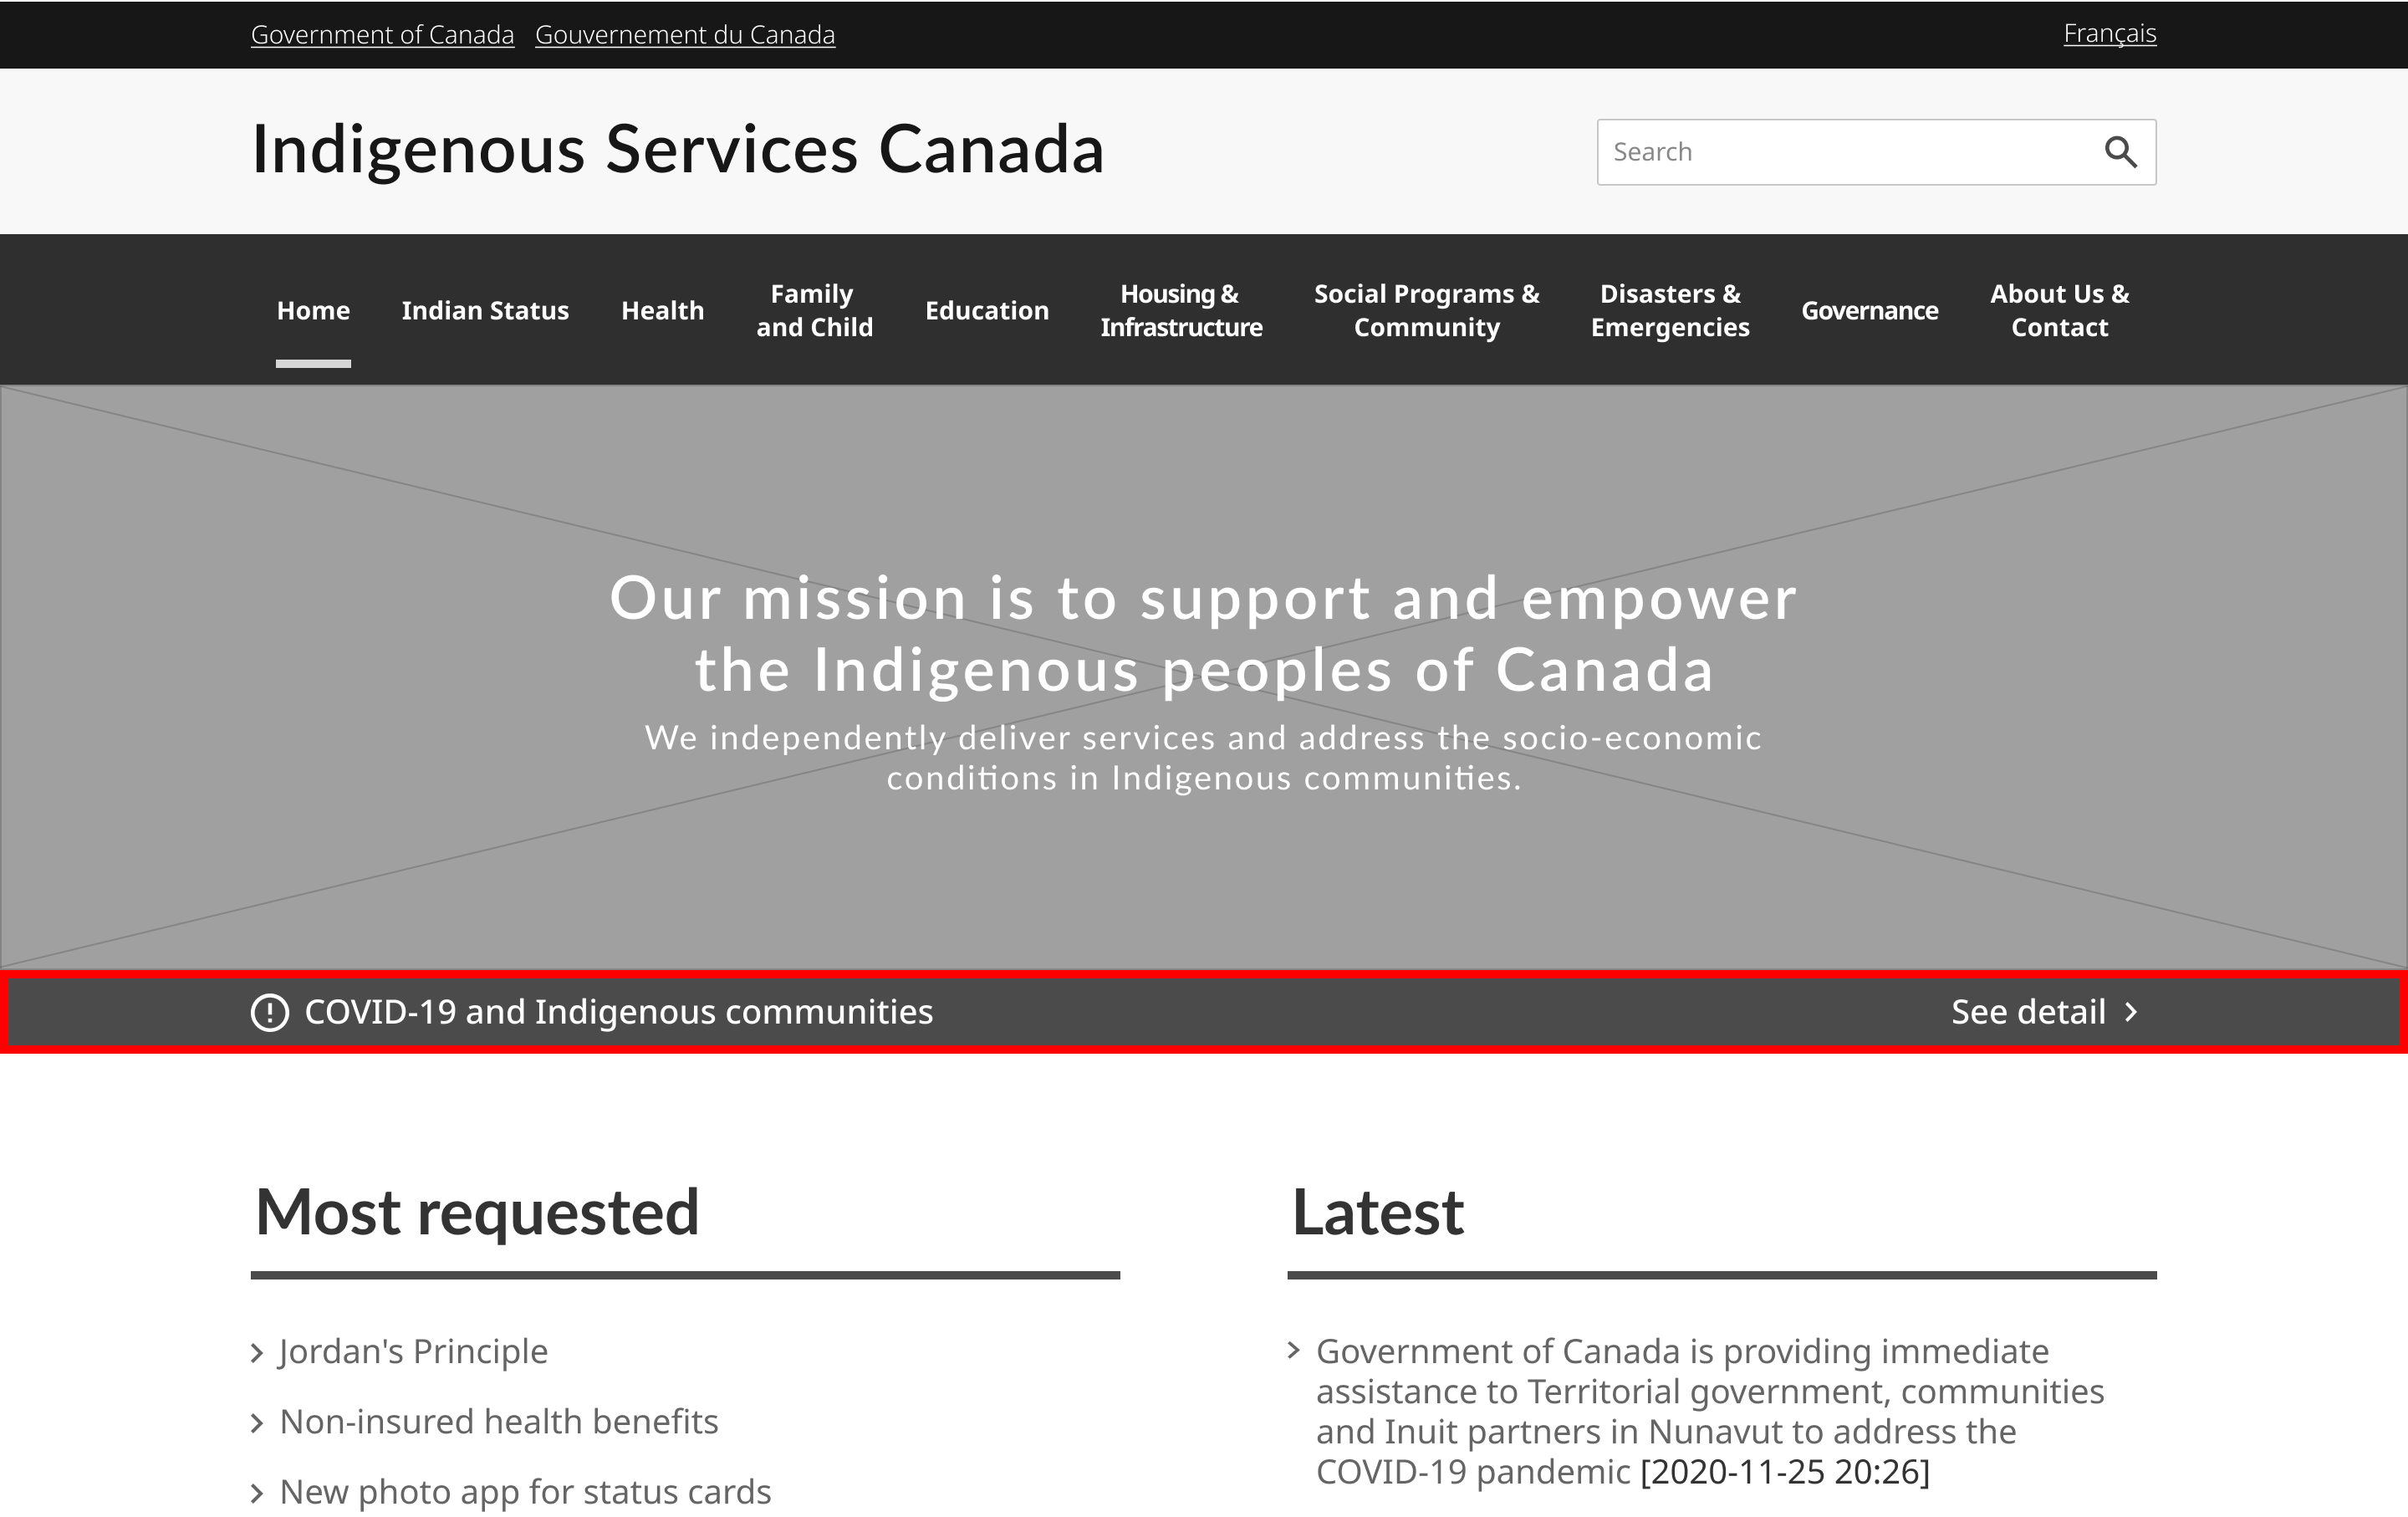 Government of Canada Gouvernement du Canada Français
Indigenous Services Canada
Search
Home Indian Status Health Family and Child Education Housing & Infrastructure Social Programs & Community Disasters & Emergencies Governance About Us & Contact
Our mission is to support and empower
the Indigenous peoples of Canada
We independently deliver services and address the socio-economic
conditions in Indigenous communities.
COVID-19 and Indigenous communities See detail
Most requested
Jordan's Principle
Non-insured health benefits
New photo app for status cards
Latest
Government of Canada is providing immediate
assistance to Territorial government, communities
and Inuit partners in Nunavut to address the
COVID-19 pandemic [2020-11-25 20:26]